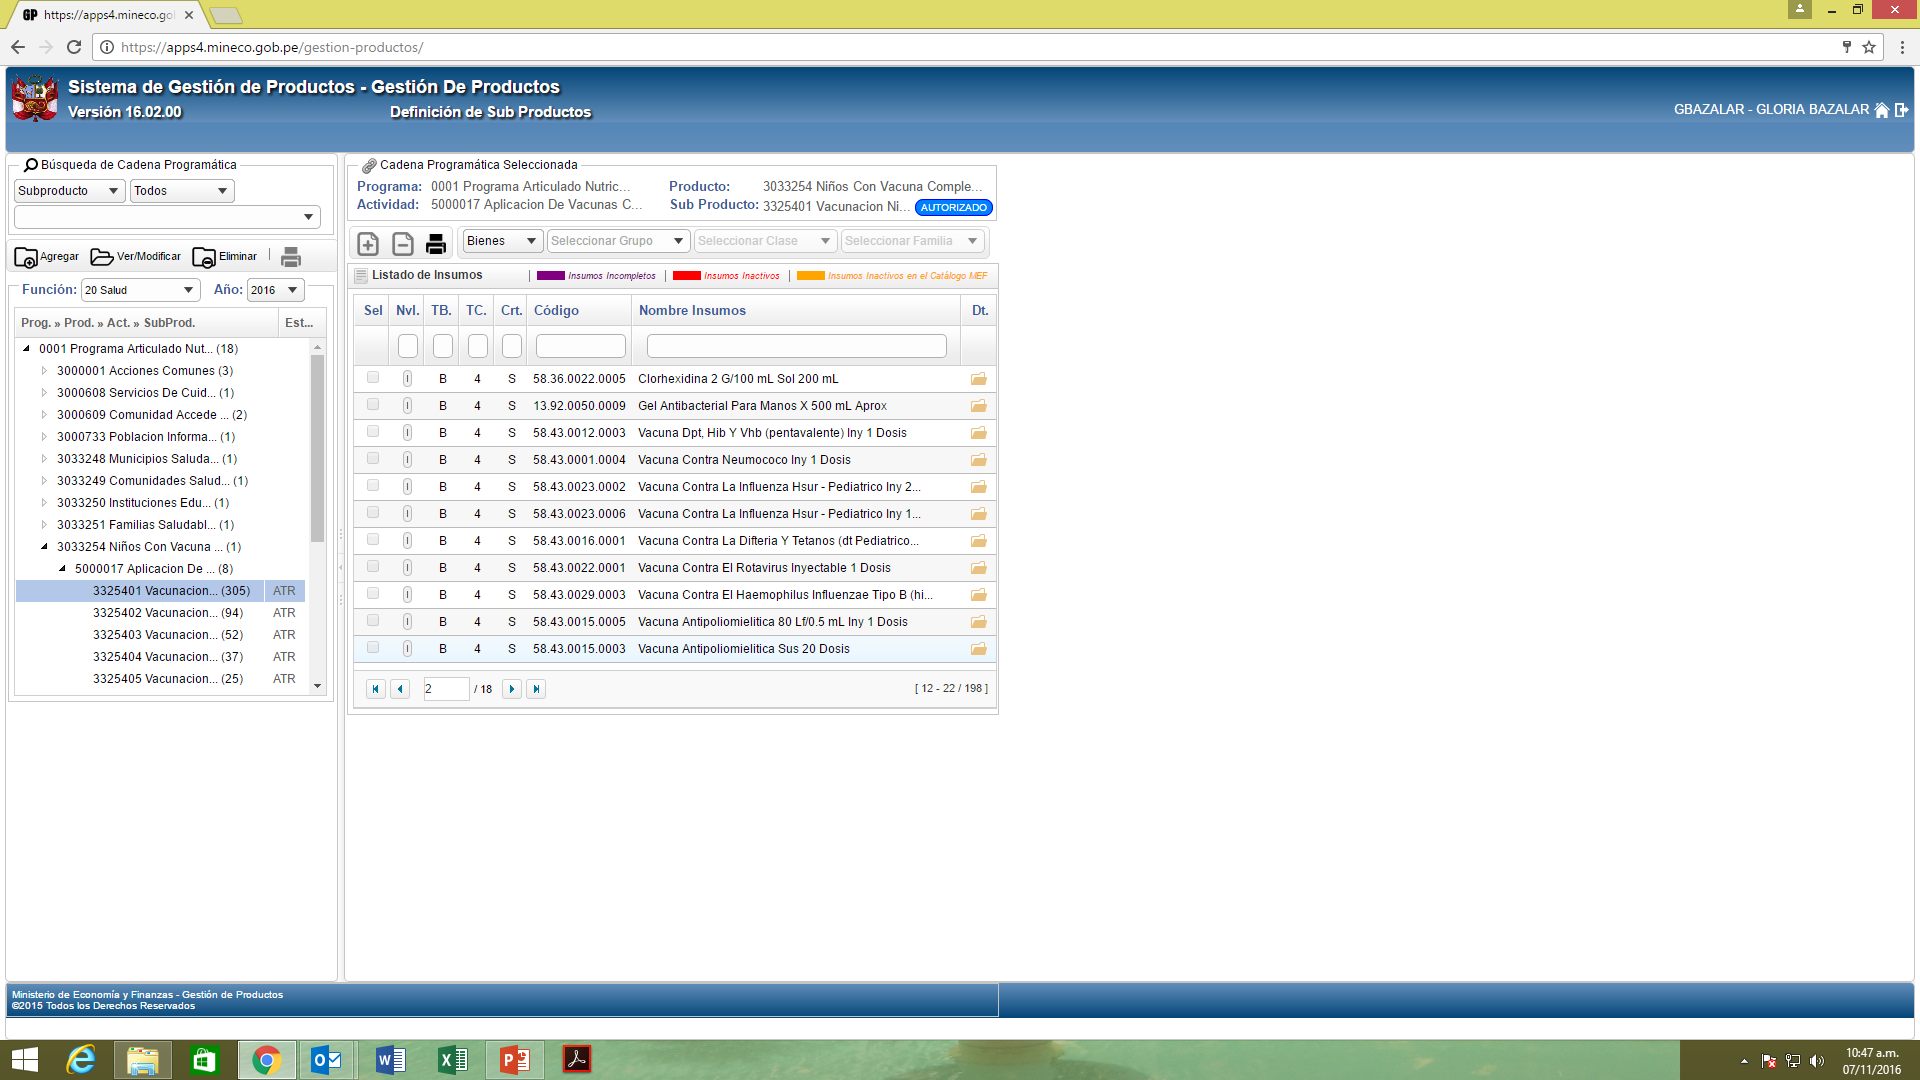 GP https://apps4.mineco.gol
https://apps4.mineco.gob.pe/gestion-productos/
Sistema de Gestión de Productos - Gestión De Productos
Versión 16.02.00 Definición de Sub Productos
GBAZALAR - GLORIA BAZALAR
Búsqueda de Cadena Programática
Subproducto Todos
Agregar Ver/Modificar Eliminar
Función: 20 Salud Año: 2016
Prog. » Prod. » Act. » SubProd. Est...
0001 Programa Articulado Nut... (18)
3000001 Acciones Comunes (3)
3000608 Servicios De Cuid... (1)
3000609 Comunidad Accede ... (2)
3000733 Poblacion Informa... (1)
3033248 Municipios Saluda... (1)
3033249 Comunidades Salud... (1)
3033250 Instituciones Edu... (1)
3033251 Familias Saludabl... (1)
3033254 Niños Con Vacuna ... (1)
5000017 Aplicacion De ... (8)
3325401 Vacunacion... (305) ATR
3325402 Vacunacion... (94) ATR
3325403 Vacunacion... (52) ATR
3325404 Vacunacion... (37) ATR
3325405 Vacunacion... (25) ATR
Cadena Programática Seleccionada
Programa: 0001 Programa Articulado Nutric... Producto: 3033254 Niños Con Vacuna Comple...
Actividad: 5000017 Aplicacion De Vacunas C... Sub Producto: 3325401 Vacunacion Ni... AUTORIZADO
Bienes Seleccionar Grupo Seleccionar Clase Seleccionar Familia
Listado de Insumos | Insumos Incompletos | Insumos Inactivos | Insumos Inactivos en el Catálogo MEF
Sel Nvl. TB. TC. Crt. Código Nombre Insumos Dt.
I B 4 S 58.36.0022.0005 Clorhexidina 2 G/100 mL Sol 200 mL
I B 4 S 13.92.0050.0009 Gel Antibacterial Para Manos X 500 mL Aprox
I B 4 S 58.43.0012.0003 Vacuna Dpt, Hib Y Vhb (pentavalente) Iny 1 Dosis
I B 4 S 58.43.0001.0004 Vacuna Contra Neumococo Iny 1 Dosis
I B 4 S 58.43.0023.0002 Vacuna Contra La Influenza Hsur - Pediatrico Iny 2...
I B 4 S 58.43.0023.0006 Vacuna Contra La Influenza Hsur - Pediatrico Iny 1...
I B 4 S 58.43.0016.0001 Vacuna Contra La Difteria Y Tetanos (dt Pediatrico...
I B 4 S 58.43.0022.0001 Vacuna Contra El Rotavirus Inyectable 1 Dosis
I B 4 S 58.43.0029.0003 Vacuna Contra El Haemophilus Influenzae Tipo B (hi...
I B 4 S 58.43.0015.0005 Vacuna Antipoliomielitica 80 Lf/0.5 mL Iny 1 Dosis
I B 4 S 58.43.0015.0003 Vacuna Antipoliomielitica Sus 20 Dosis
2 / 18 [ 12 - 22 / 198 ]
Ministerio de Economía y Finanzas - Gestión de Productos
©2015 Todos los Derechos Reservados
10:47 a.m.
07/11/2016